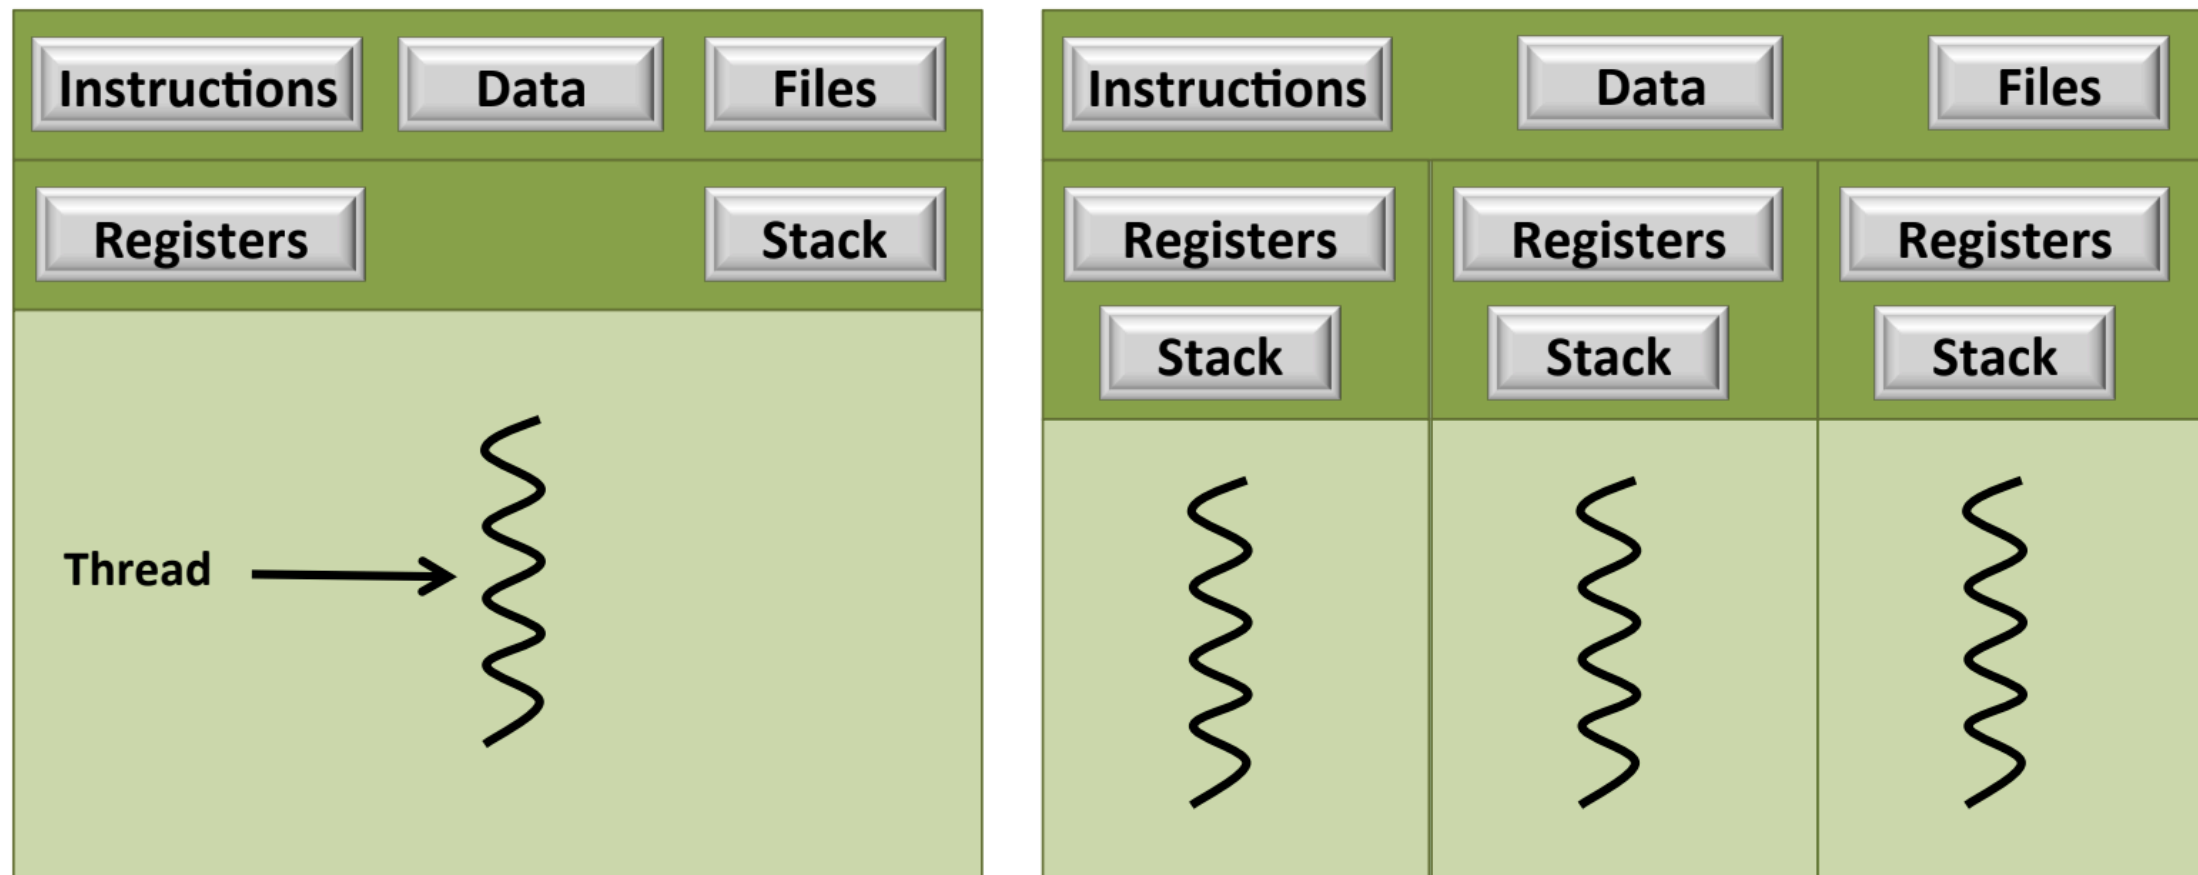 Instructions Data Files
Registers Stack
Thread
Instructions Data Files
Registers Registers Registers
Stack Stack Stack